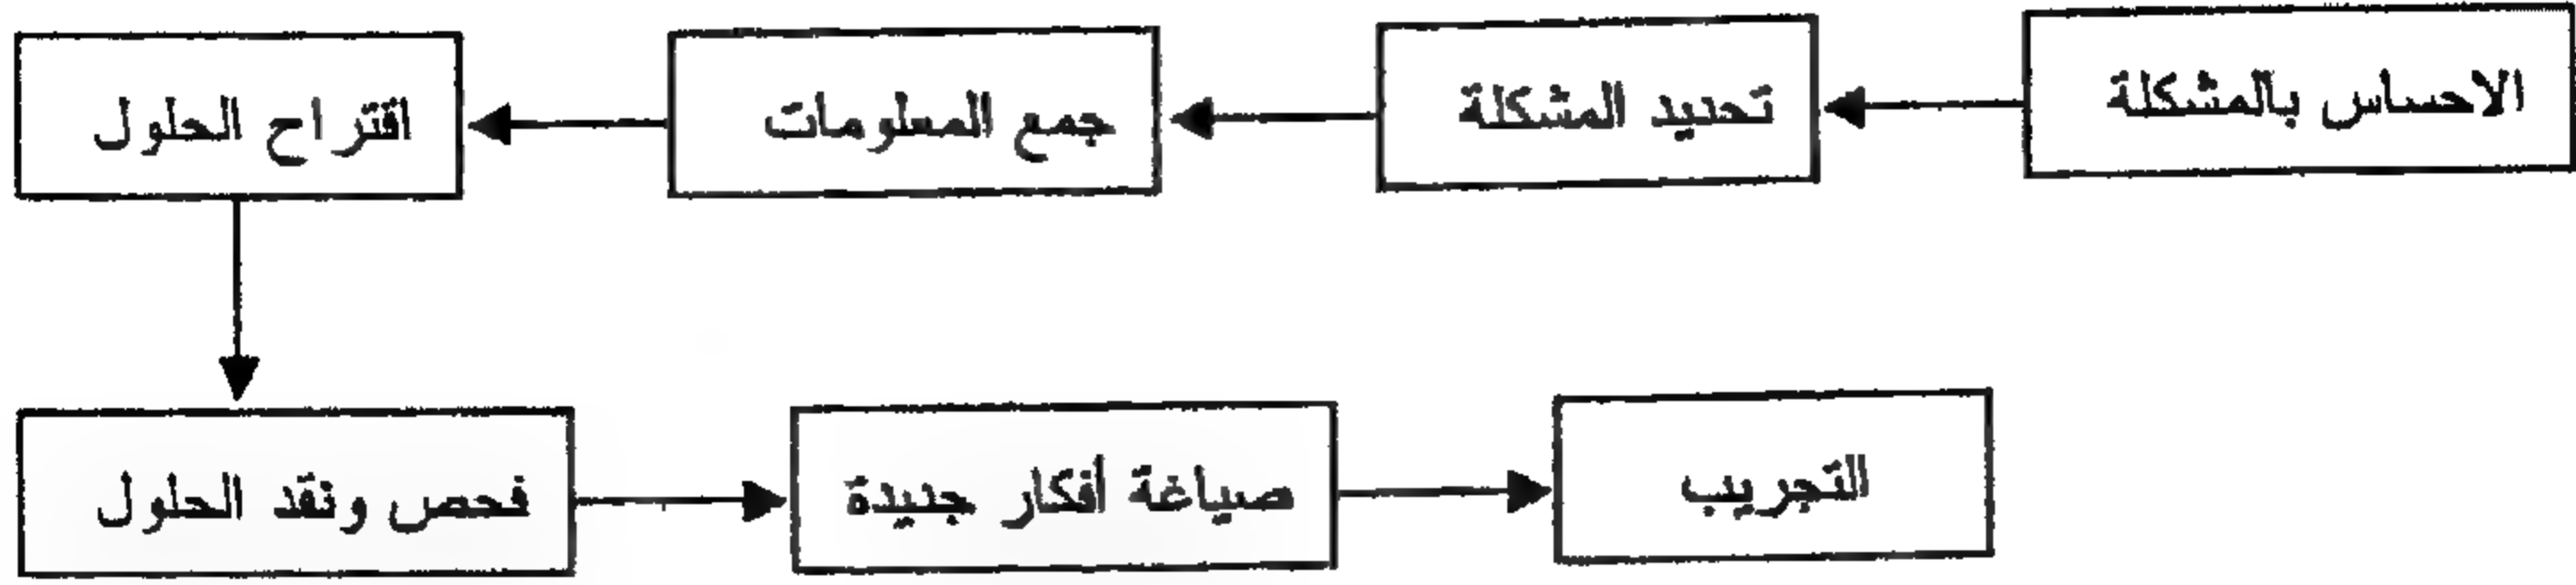 الاحساس بالمشكلة
تحديد المشكلة
جمع المعلومات
اقتراح الحلول
فحص ونقد الحلول
صياغة أفكار جديدة
التجريب